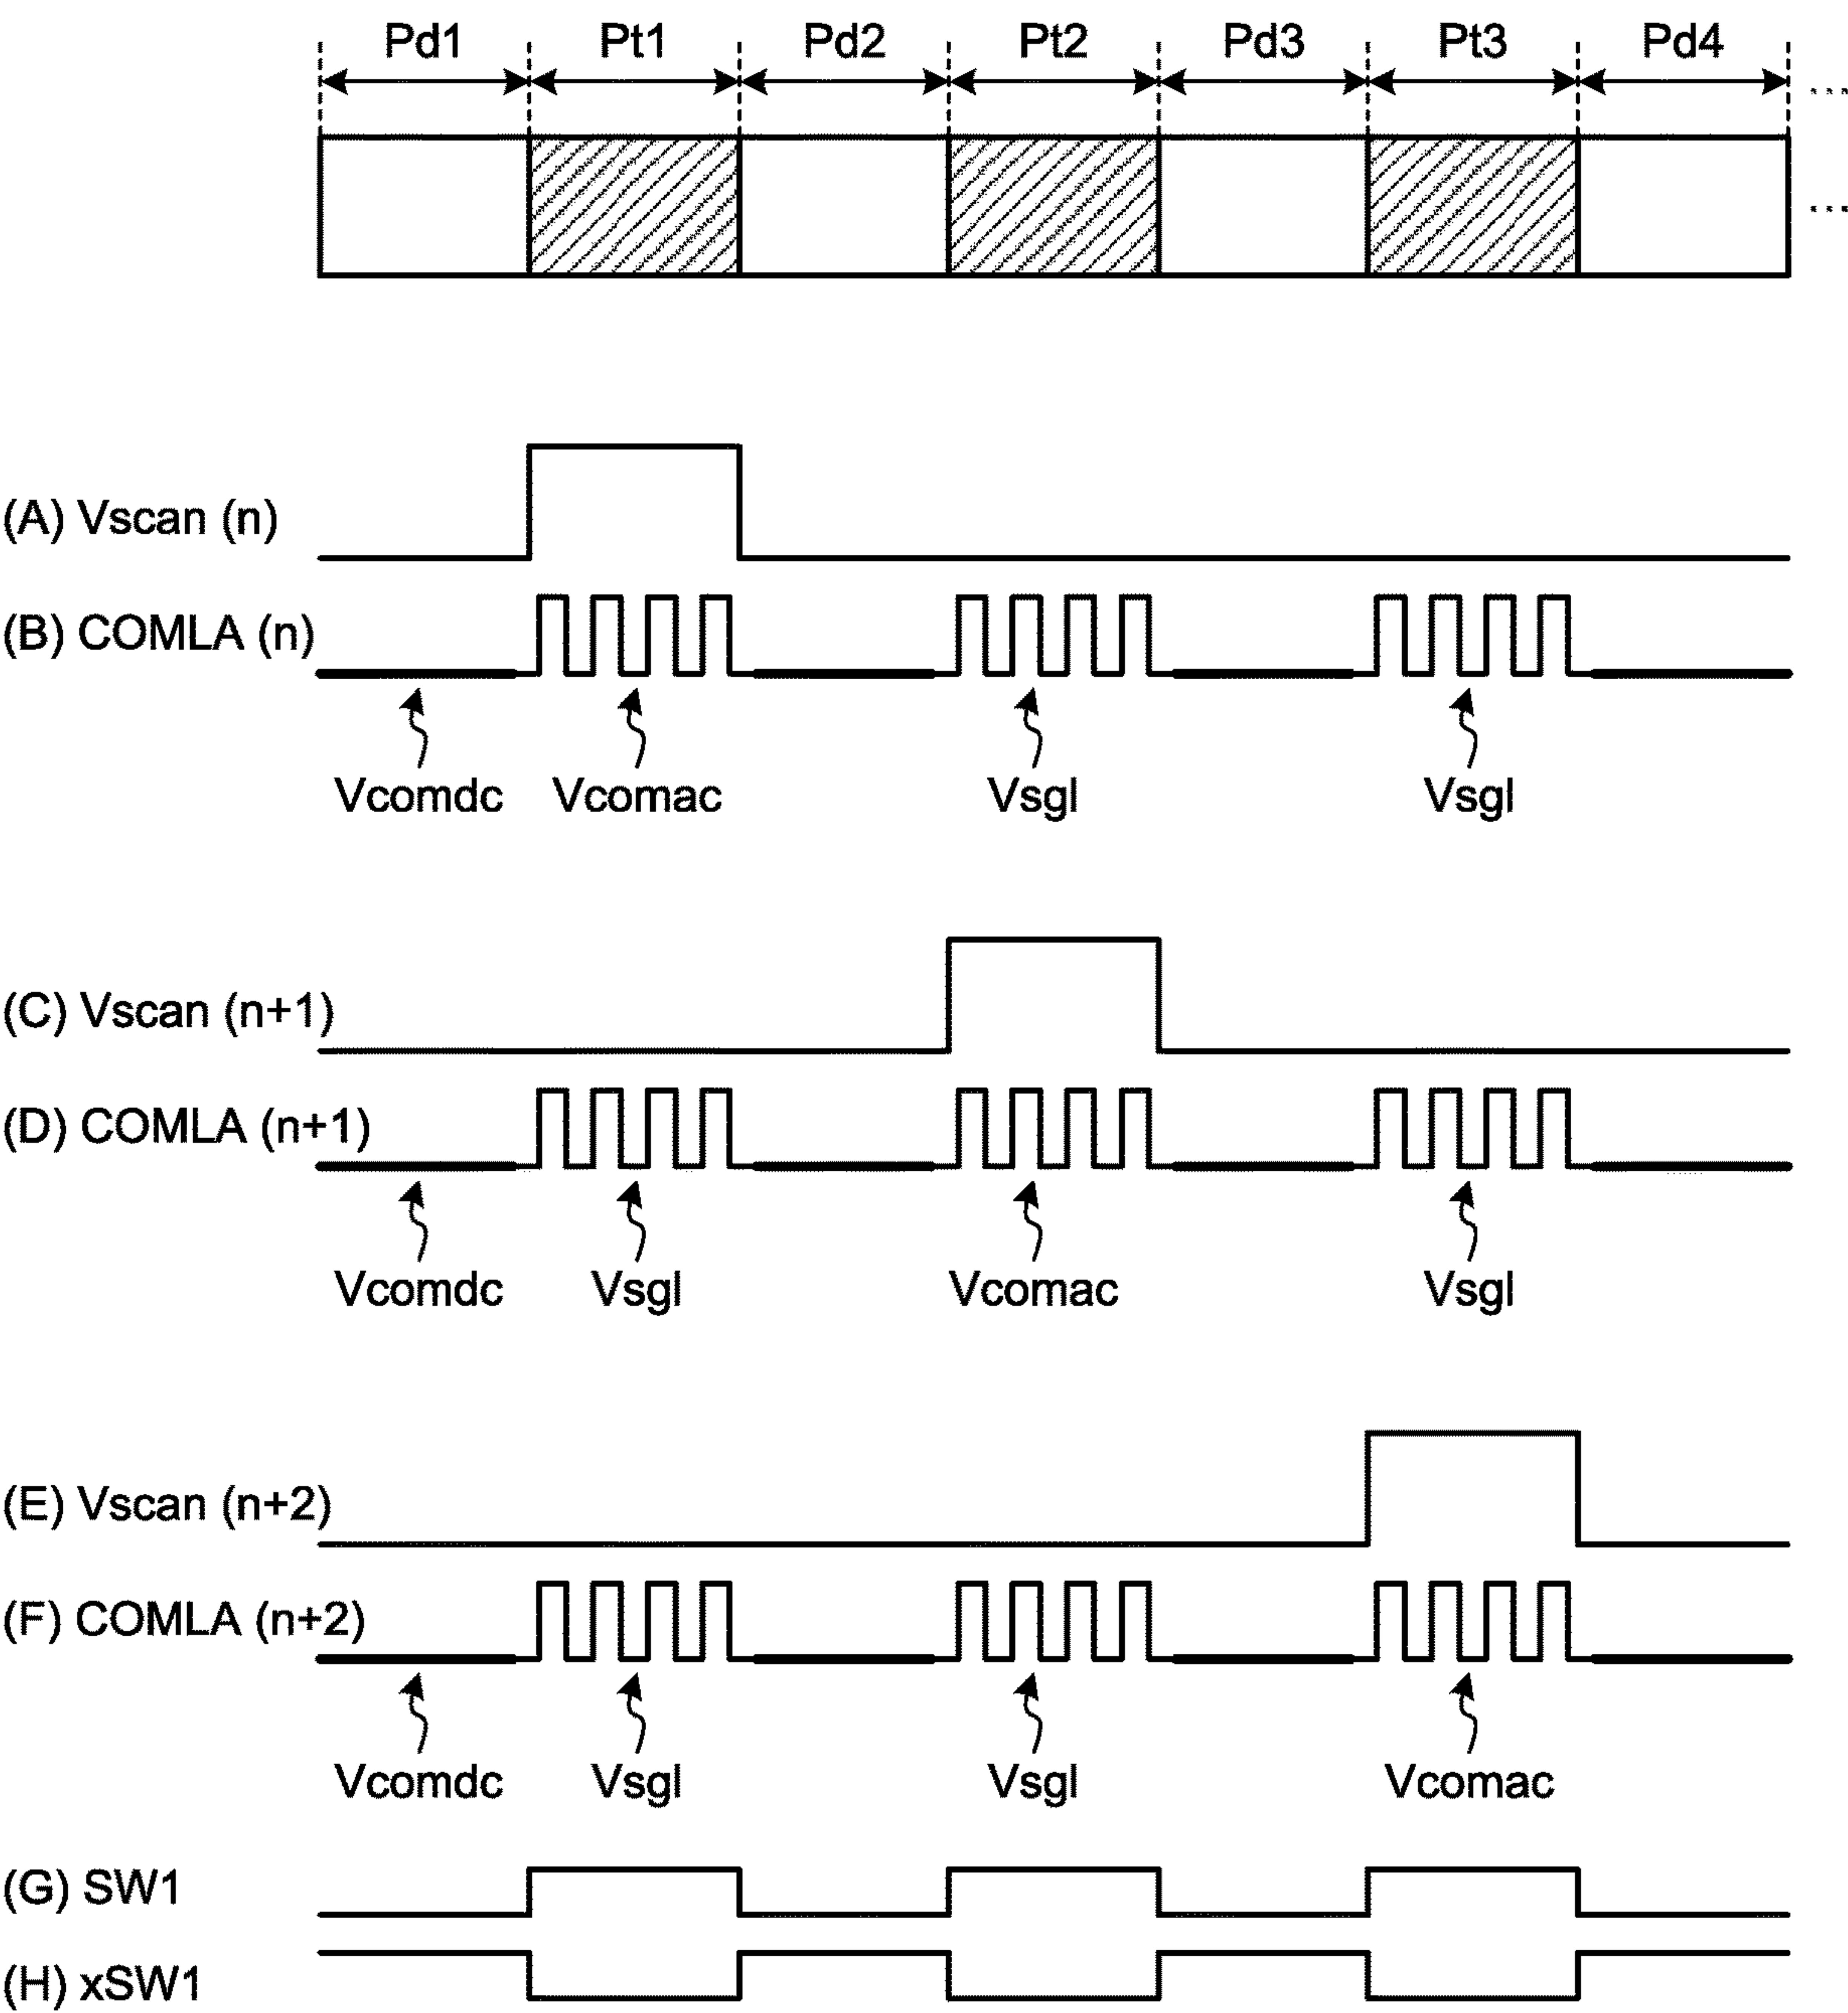 Pd1 Pt1 Pd2 Pt2 Pd3 Pt3 Pd4
(A) Vscan (n)
(B) COMLA (n)
Vcomdc Vcomac Vsgl Vsgl
(C) Vscan (n+1)
(D) COMLA (n+1)
Vcomdc Vsgl Vcomac Vsgl
(E) Vscan (n+2)
(F) COMLA (n+2)
Vcomdc Vsgl Vsgl Vcomac
(G) SW1
(H) xSW1